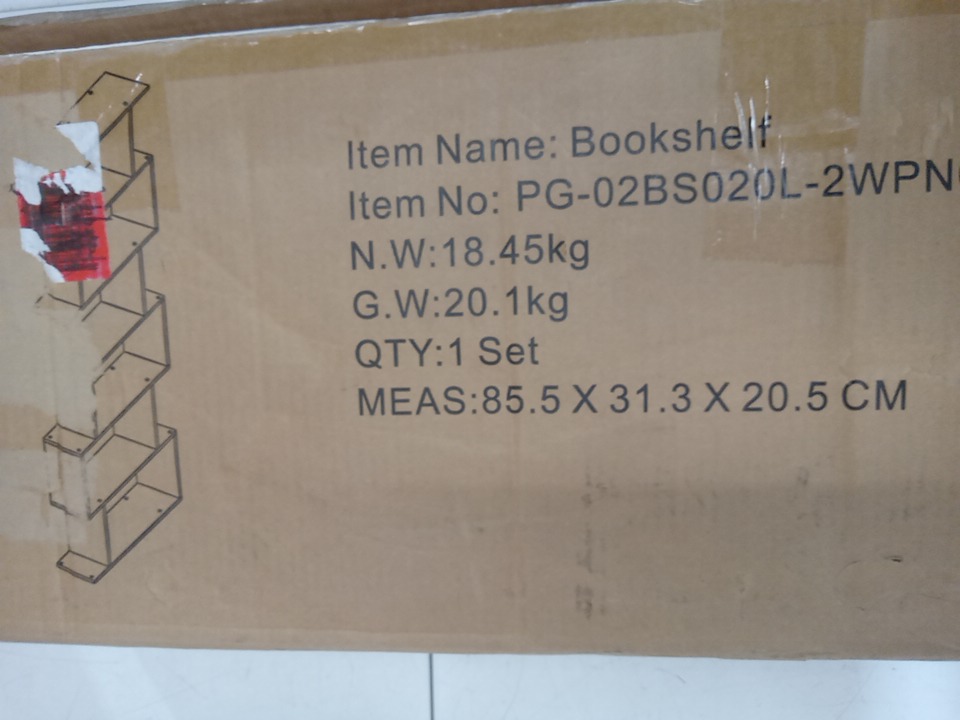 Item Name: Bookshelf
Item No: PG-02BS020L-2WPN
N.W:18.45kg
G.W:20.1kg
QTY:1 Set
MEAS:85.5 X 31.3 X 20.5 CM